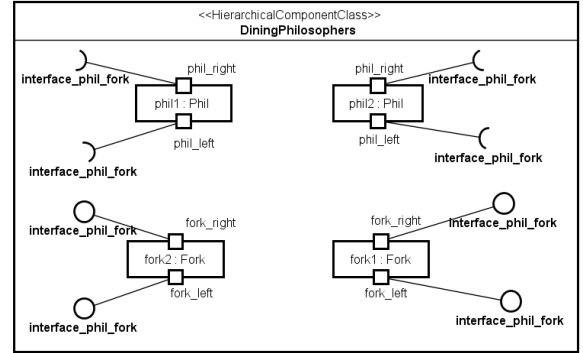 <<HierarchicalComponentClass>>
DiningPhilosophers
phil_right
interface_phil_fork
phil1 : Phil
phil_left
interface_phil_fork
phil_right
interface_phil_fork
phil2 : Phil
phil_left
interface_phil_fork
fork_right
interface_phil_fork
fork2 : Fork
fork_left
interface_phil_fork
fork_right
interface_phil_fork
fork1 : Fork
fork_left
interface_phil_fork